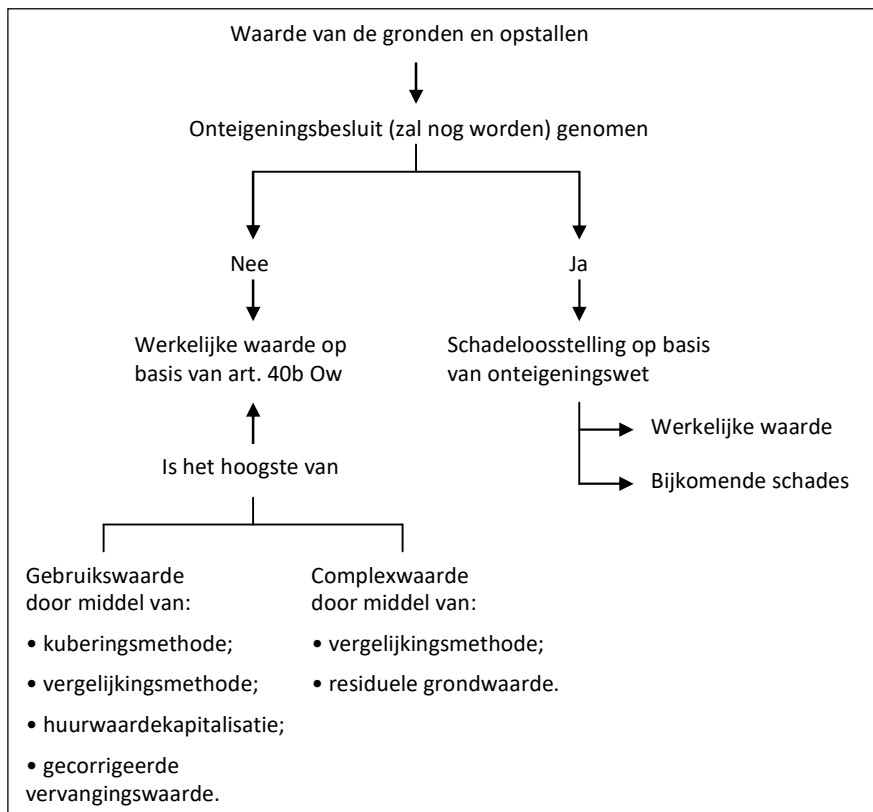 Waarde van de gronden en opstallen
Onteigeningsbesluit (zal nog worden) genomen
Nee
Ja
Werkelijke waarde op
basis van art. 40b Ow
Schadeloosstelling op basis
van onteigeningswet
Werkelijke waarde
Bijkomende schades
Is het hoogste van
Gebruikswaarde
door middel van:
• kuberingsmethode;
• vergelijkingsmethode;
• huurwaardekapitalisatie;
• gecorrigeerde
vervangingswaarde.
Complexwaarde
door middel van:
• vergelijkingsmethode;
• residuele grondwaarde.